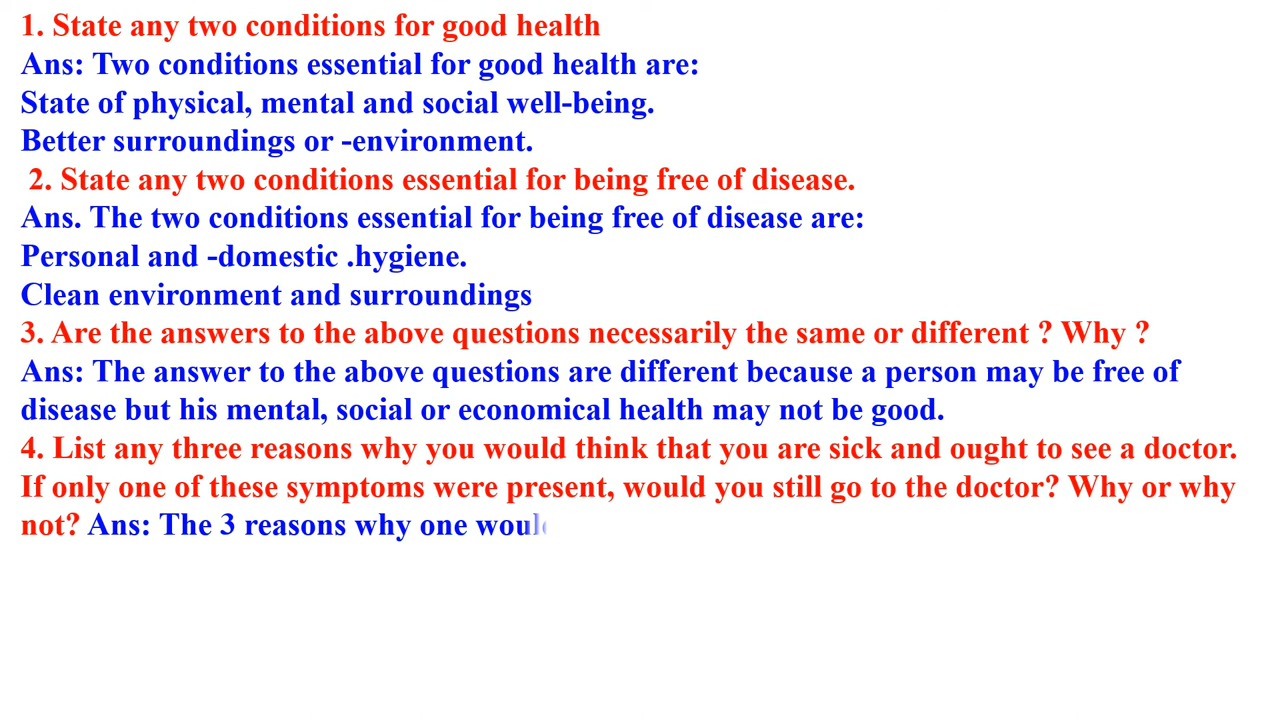 1. State any two conditions for good health
Ans: Two conditions essential for good health are:
State of physical, mental and social well-being.
Better surroundings or -environment.
2. State any two conditions essential for being free of disease.
Ans. The two conditions essential for being free of disease are:
Personal and -domestic .hygiene.
Clean environment and surroundings
3. Are the answers to the above questions necessarily the same or different ? Why ?
Ans: The answer to the above questions are different because a person may be free of
disease but his mental, social or economical health may not be good.
4. List any three reasons why you would think that you are sick and ought to see a doctor.
If only one of these symptoms were present, would you still go to the doctor? Why or why
not? Ans: The 3 reasons why one